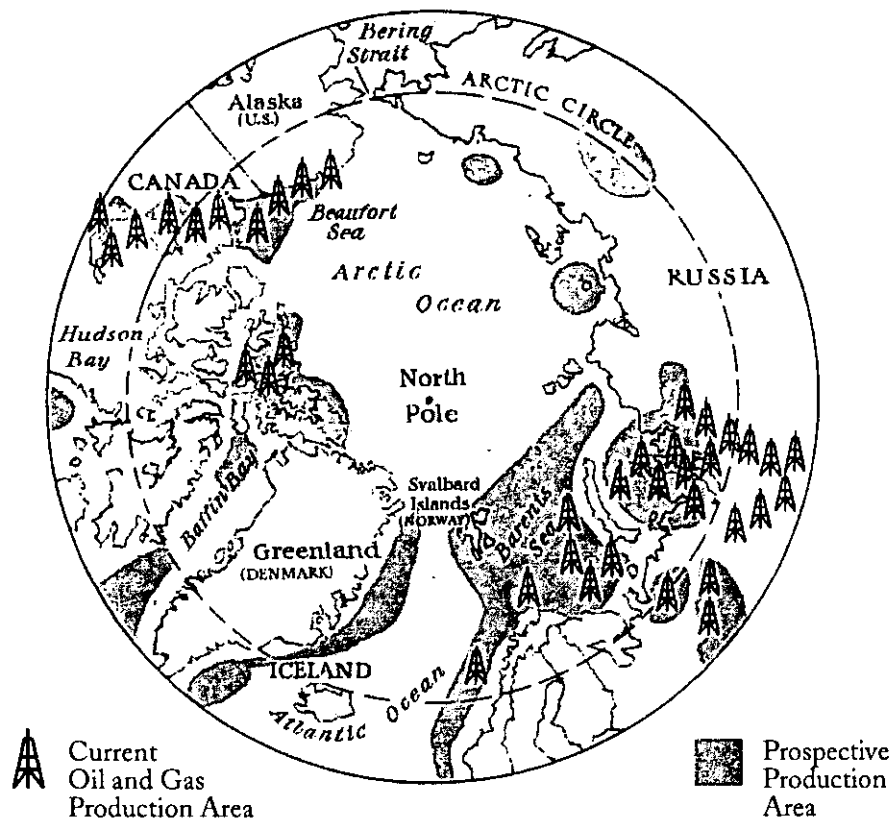 Bering
Strait
ARCTIC CIRCLE
Alaska
(U.S.)
CANADA
Beaufort
Sea
Arctic
Ocean
RUSSIA
Hudson
Bay
North
Pole
Baffin Bay
Svalbard
Islands
(NORWAY)
Barents
Sea
Greenland
(DENMARK)
ICELAND
Atlantic Ocean
Current
Oil and Gas
Production Area
Prospective
Production
Area